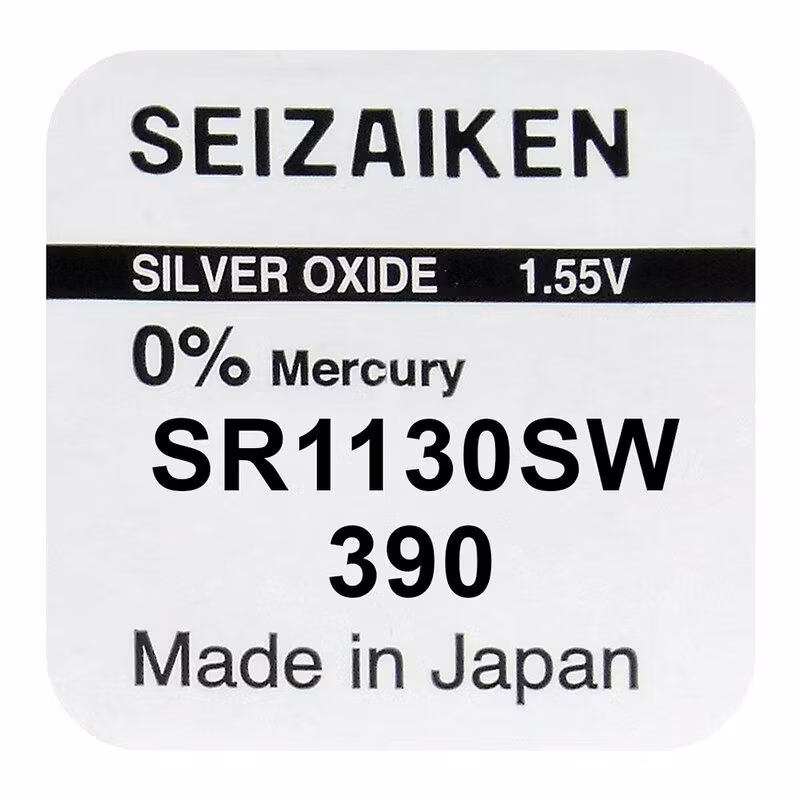 SEIZAIKEN
SILVER OXIDE 1.55V
0% Mercury
SR1130SW
390
Made in Japan